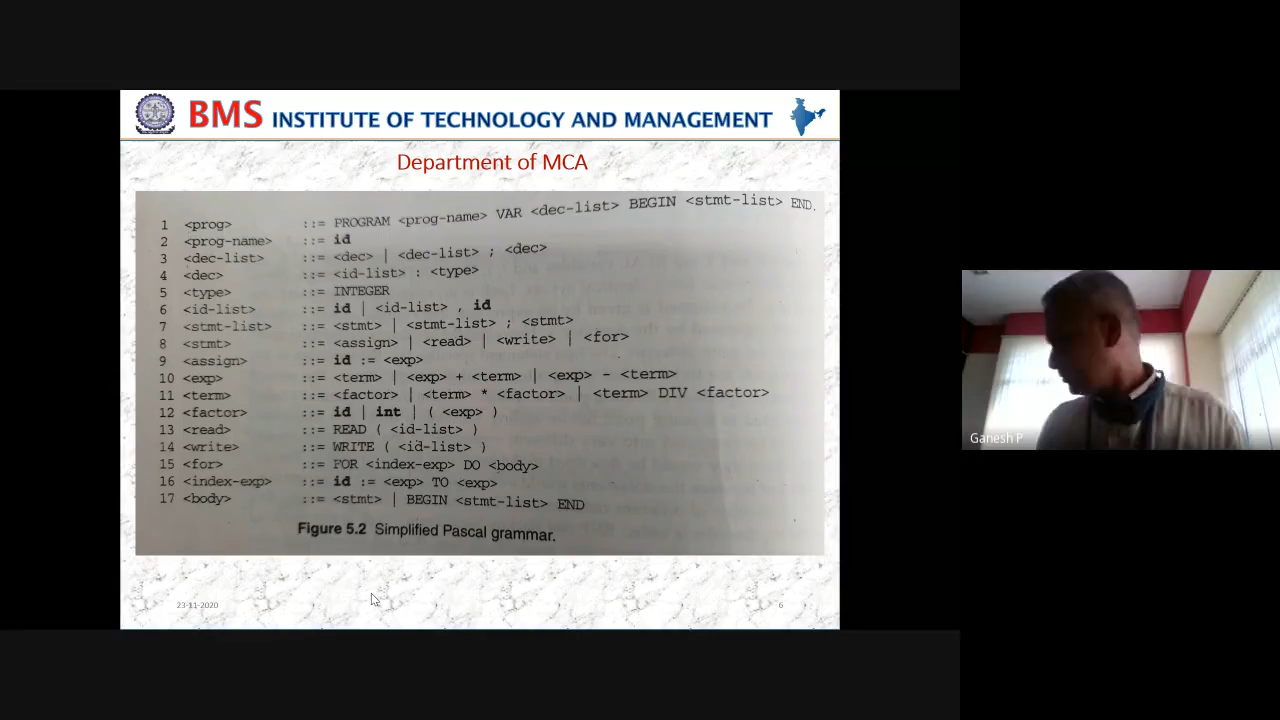 BMS INSTITUTE OF TECHNOLOGY AND MANAGEMENT
Department of MCA
1 <prog> ::= PROGRAM <prog-name> VAR <dec-list> BEGIN <stmt-list> END.
2 <prog-name> ::= id
3 <dec-list> ::= <dec> | <dec-list> ; <dec>
4 <dec> ::= <id-list> : <type>
5 <type> ::= INTEGER
6 <id-list> ::= id | <id-list> , id
7 <stmt-list> ::= <stmt> | <stmt-list> ; <stmt>
8 <stmt> ::= <assign> | <read> | <write> | <for>
9 <assign> ::= id := <exp>
10 <exp> ::= <term> | <exp> + <term> | <exp> - <term>
11 <term> ::= <factor> | <term> * <factor> | <term> DIV <factor>
12 <factor> ::= id | int | ( <exp> )
13 <read> ::= READ ( <id-list> )
14 <write> ::= WRITE ( <id-list> )
15 <for> ::= FOR <index-exp> DO <body>
16 <index-exp> ::= id := <exp> TO <exp>
17 <body> ::= <stmt> | BEGIN <stmt-list> END
Figure 5.2 Simplified Pascal grammar.
23-11-2020 6
Ganesh P